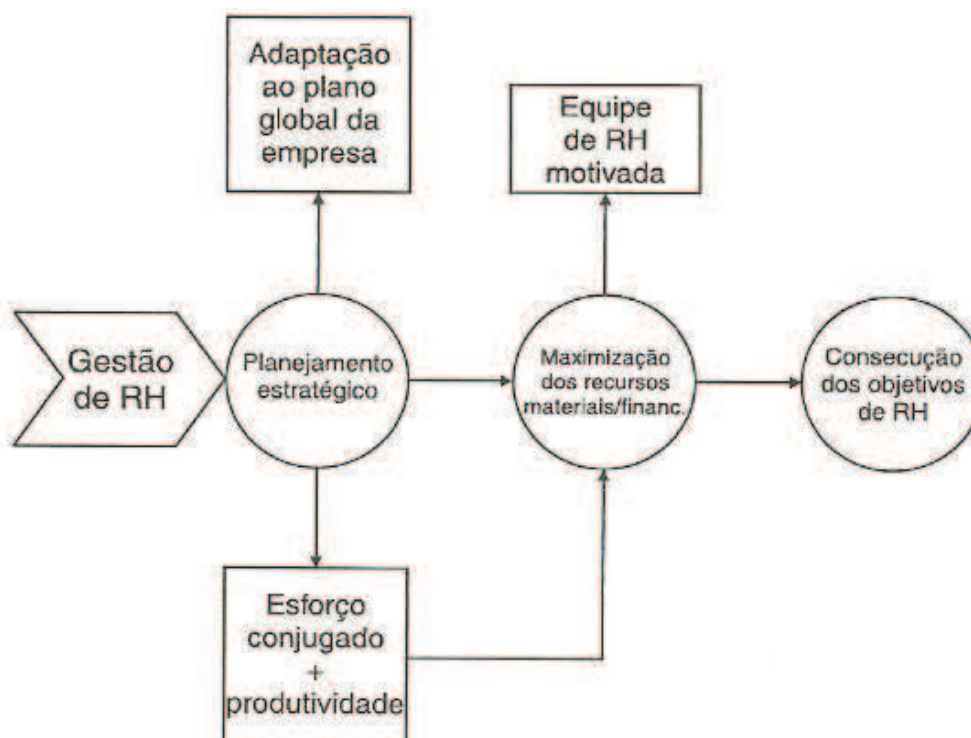 Adaptação
ao plano
global da
empresa
Equipe
de RH
motivada
Gestão
de RH
Planejamento
estratégico
Maximização
dos recursos
materiais/financ.
Consecução
dos objetivos
de RH
Esforço
conjugado
+
produtividade